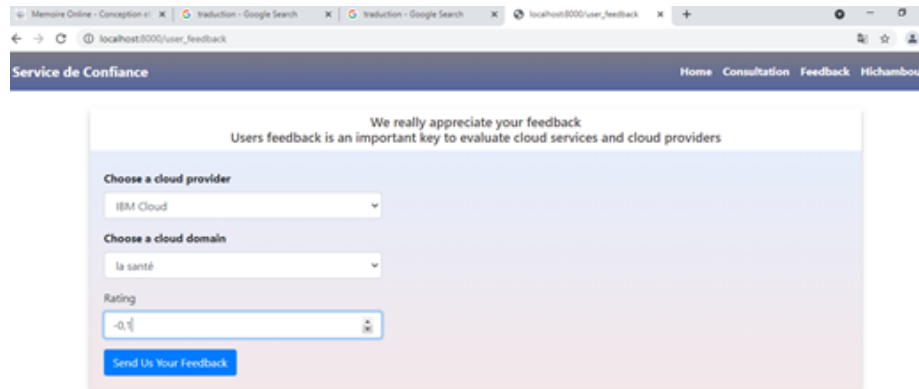 Memoire Online - Conception et
traduction - Google Search
traduction - Google Search
localhost:8000/user_feedback
localhost:8000/user_feedback
Service de Confiance
Home Consultation Feedback Hichambou
We really appreciate your feedback
Users feedback is an important key to evaluate cloud services and cloud providers
Choose a cloud provider
IBM Cloud
Choose a cloud domain
la santé
Rating
-0,1
Send Us Your Feedback